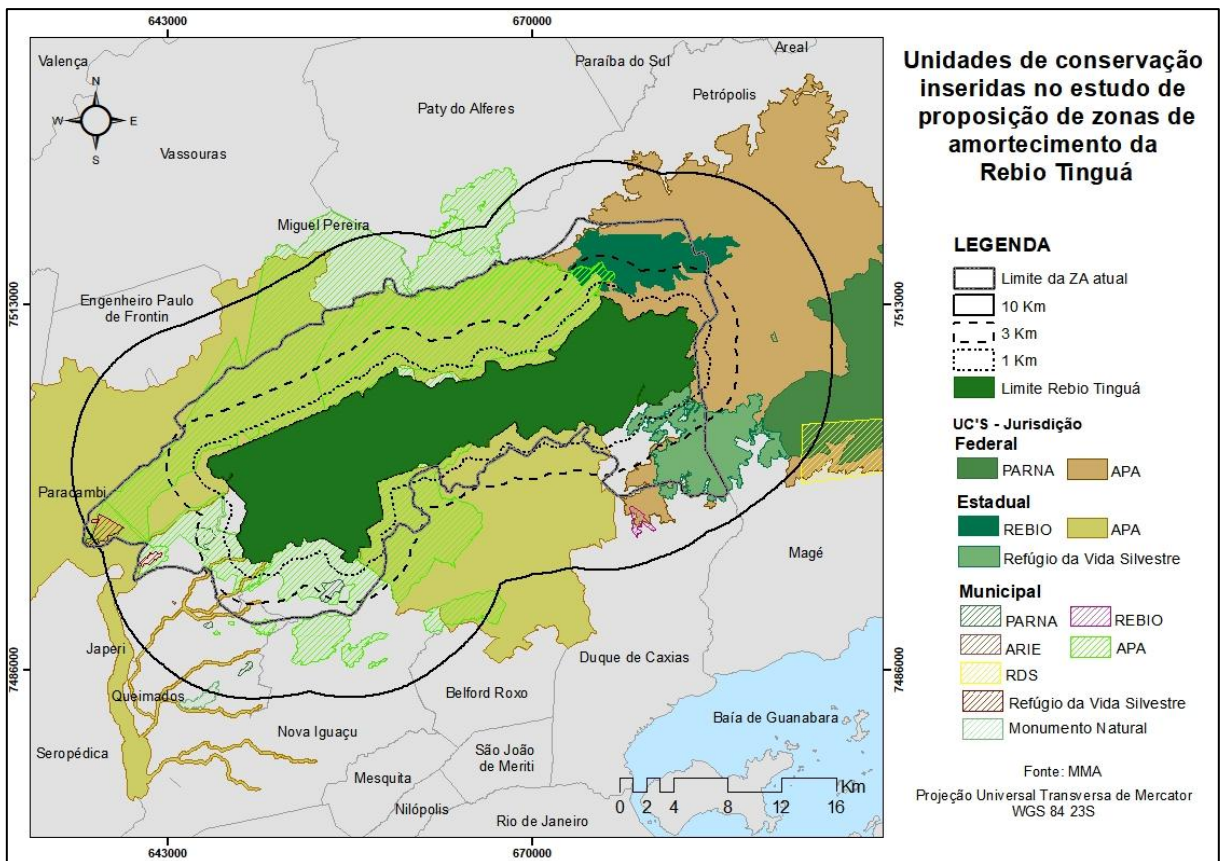 643000
670000
Valença
Areal
Paraíba do Sul
Petrópolis
Paty do Alferes
N
W
E
S
Vassouras
Miguel Pereira
Engenheiro Paulo
de Frontin
7513000
7513000
Paracambi
Magé
Japeri
Duque de Caxias
7486000
7486000
Queimados
Belford Roxo
Baía de Guanabara
Nova Iguaçu
Seropédica
São João
de Meriti
Mesquita
Nilópolis
Rio de Janeiro
Km
0 2 4 8 12 16
643000
670000
Unidades de conservação
inseridas no estudo de
proposição de zonas de
amortecimento da
Rebio Tinguá
LEGENDA
Limite da ZA atual
10 Km
3 Km
1 Km
Limite Rebio Tinguá
UC'S - Jurisdição
Federal
PARNA APA
Estadual
REBIO APA
Refúgio da Vida Silvestre
Municipal
PARNA REBIO
ARIE APA
RDS
Refúgio da Vida Silvestre
Monumento Natural
Fonte: MMA
Projeção Universal Transversa de Mercator
WGS 84 23S